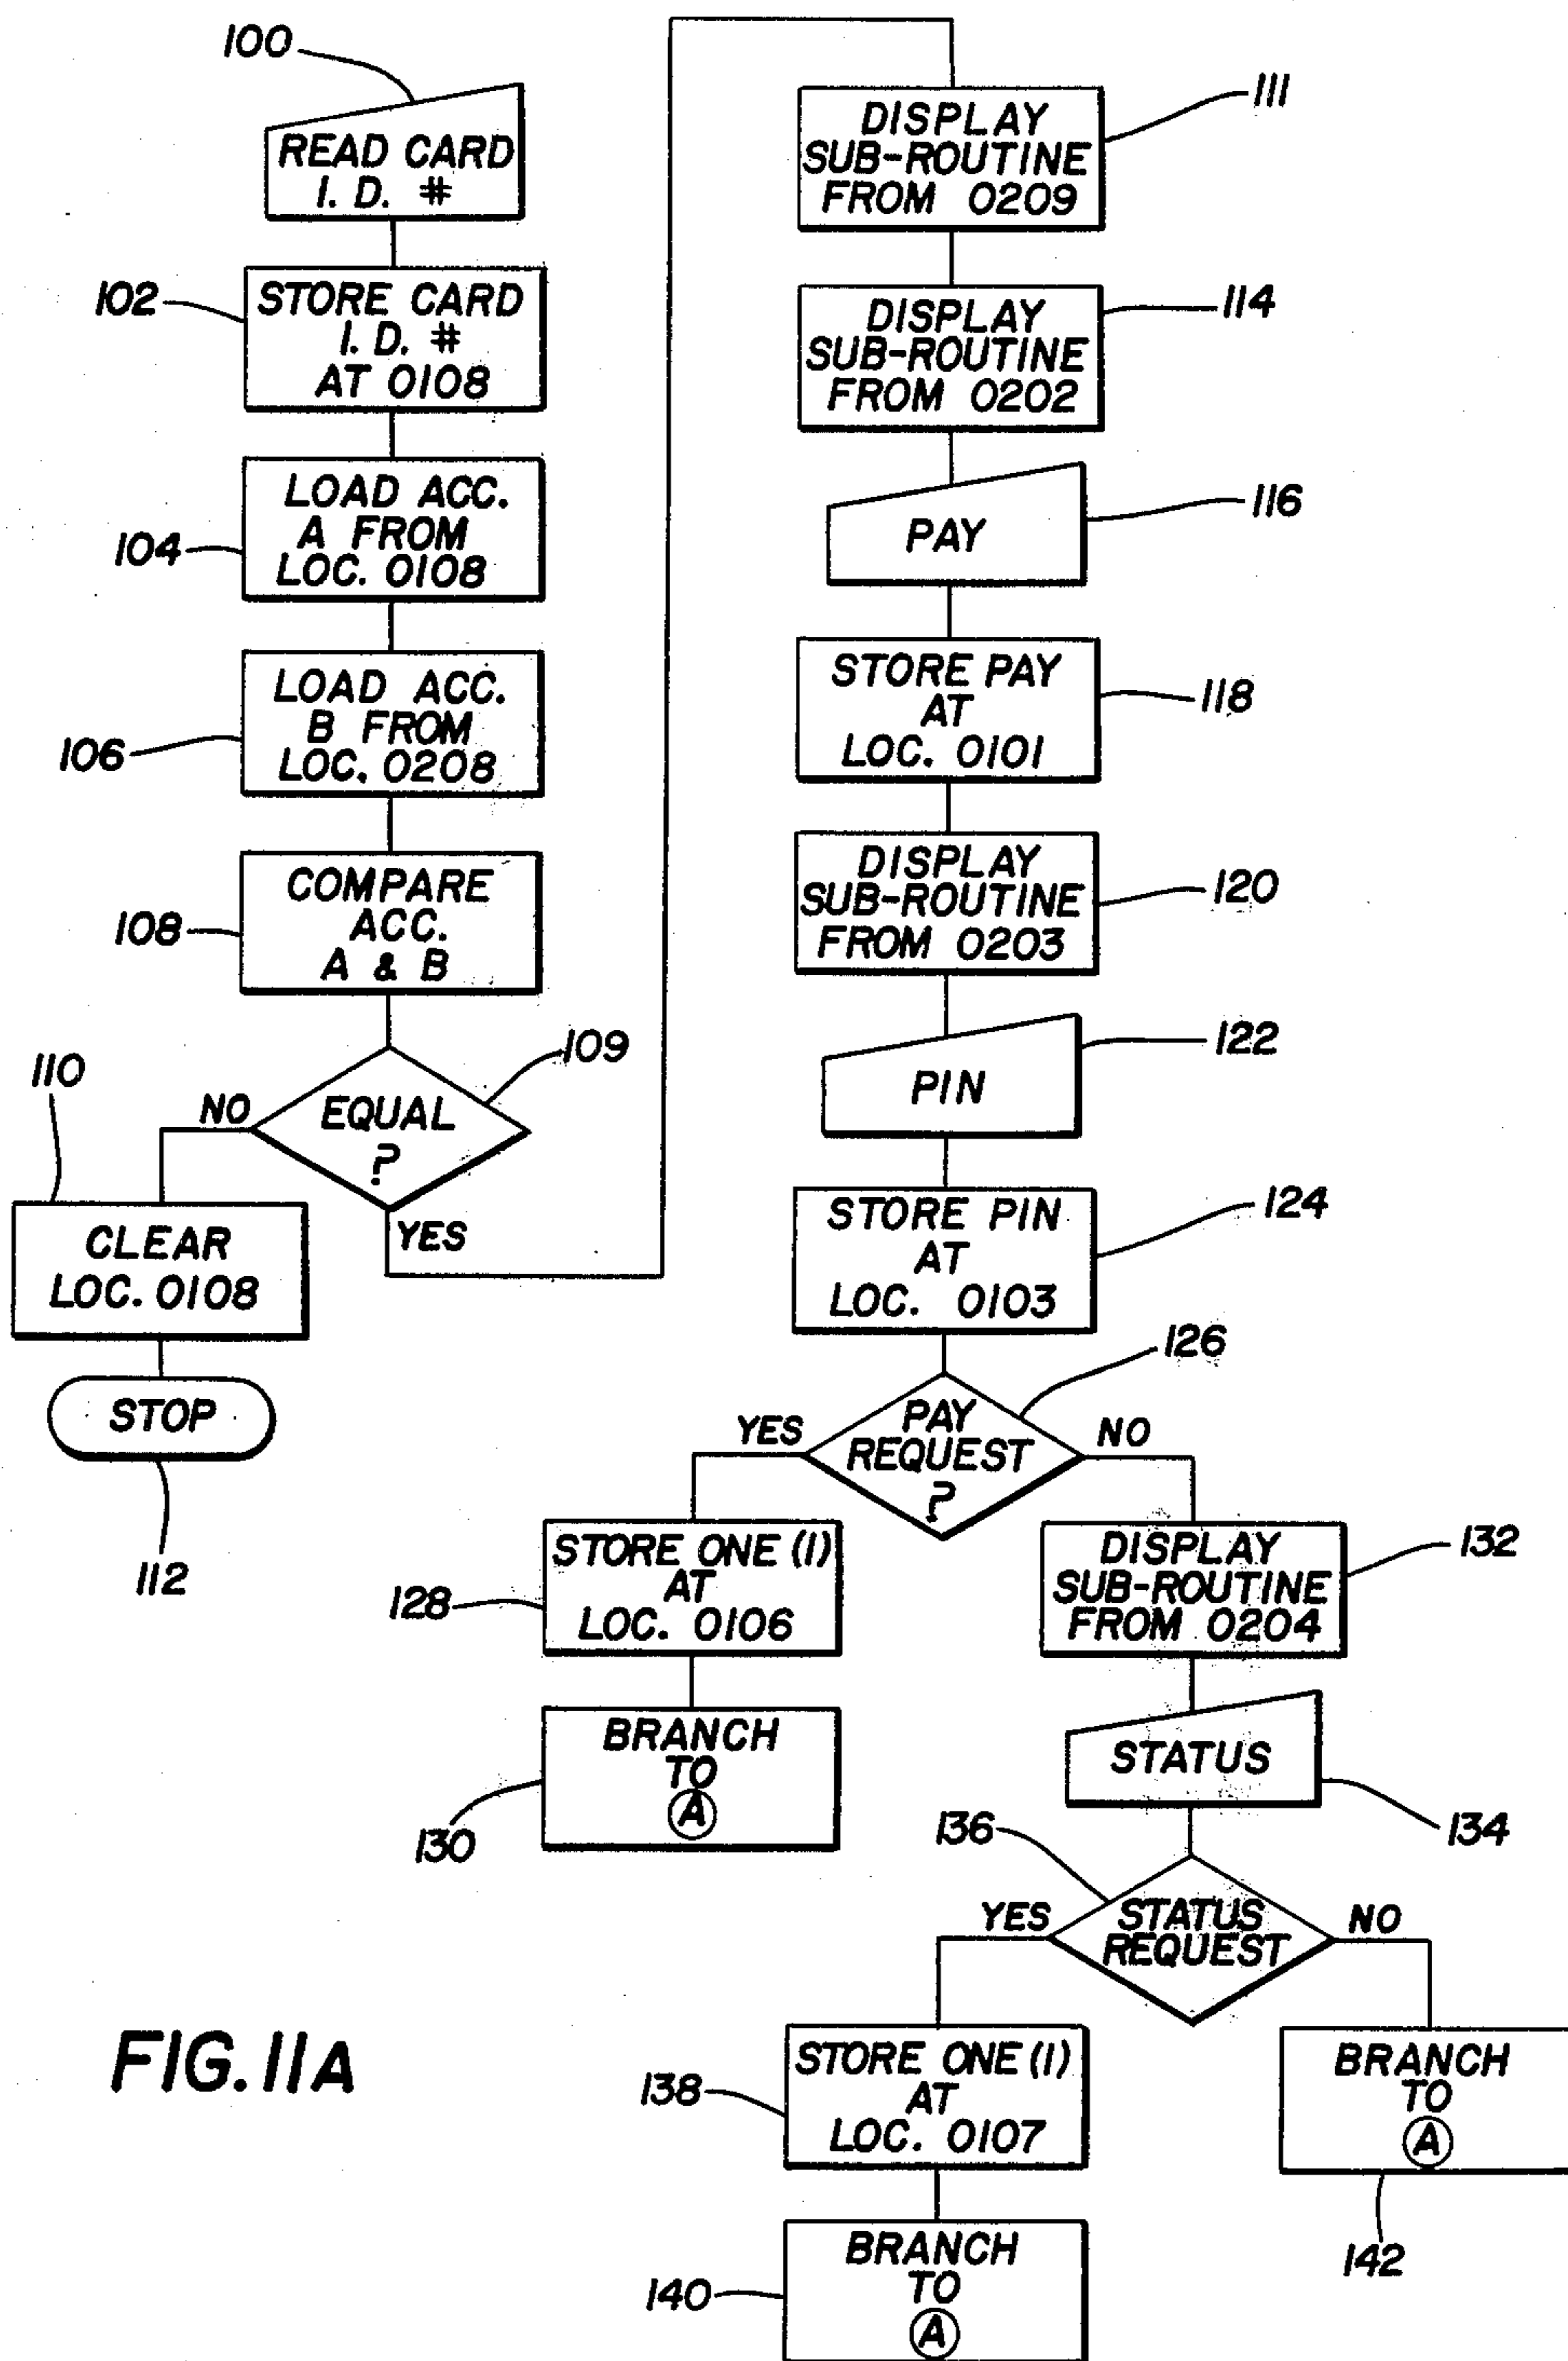 100
READ CARD
I. D. #
102
STORE CARD
I. D. #
AT 0108
104
LOAD ACC.
A FROM
LOC. 0108
106
LOAD ACC.
B FROM
LOC. 0208
108
COMPARE
ACC.
A & B
109
EQUAL
?
NO
YES
110
CLEAR
LOC. 0108
STOP
112
111
DISPLAY
SUB-ROUTINE
FROM 0209
114
DISPLAY
SUB-ROUTINE
FROM 0202
116
PAY
118
STORE PAY
AT
LOC. 0101
120
DISPLAY
SUB-ROUTINE
FROM 0203
122
PIN
124
STORE PIN
AT
LOC. 0103
126
PAY
REQUEST
?
YES
NO
128
STORE ONE (1)
AT
LOC. 0106
130
BRANCH
TO
A
132
DISPLAY
SUB-ROUTINE
FROM 0204
STATUS
134
136
STATUS
REQUEST
YES
NO
138
STORE ONE (1)
AT
LOC. 0107
140
BRANCH
TO
A
BRANCH
TO
A
142
FIG. 11A